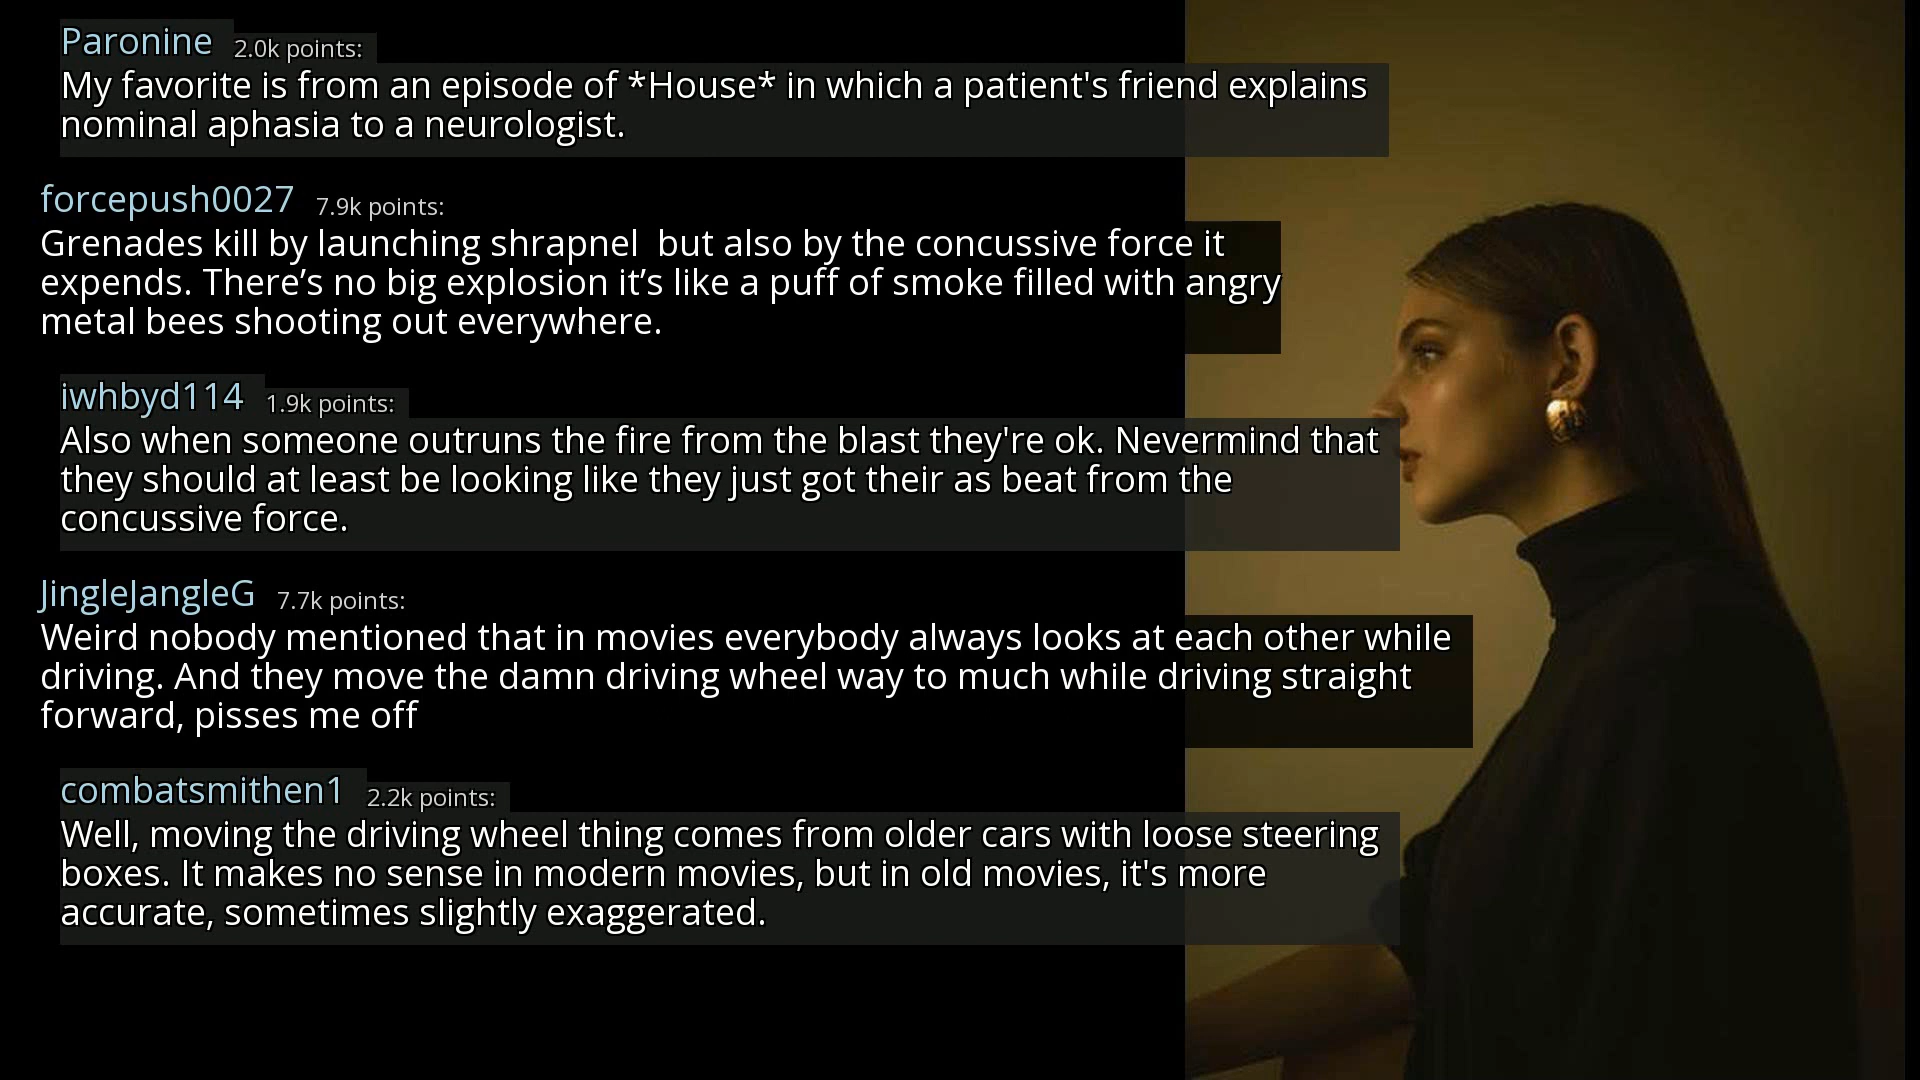 Paronine 2.0k points:
My favorite is from an episode of *House* in which a patient's friend explains
nominal aphasia to a neurologist.
forcepush0027 7.9k points:
Grenades kill by launching shrapnel  but also by the concussive force it
expends. There’s no big explosion it’s like a puff of smoke filled with angry
metal bees shooting out everywhere.
iwhbyd114 1.9k points:
Also when someone outruns the fire from the blast they're ok. Nevermind that
they should at least be looking like they just got their as beat from the
concussive force.
JingleJangleG 7.7k points:
Weird nobody mentioned that in movies everybody always looks at each other while
driving. And they move the damn driving wheel way to much while driving straight
forward, pisses me off
combatsmithen1 2.2k points:
Well, moving the driving wheel thing comes from older cars with loose steering
boxes. It makes no sense in modern movies, but in old movies, it's more
accurate, sometimes slightly exaggerated.